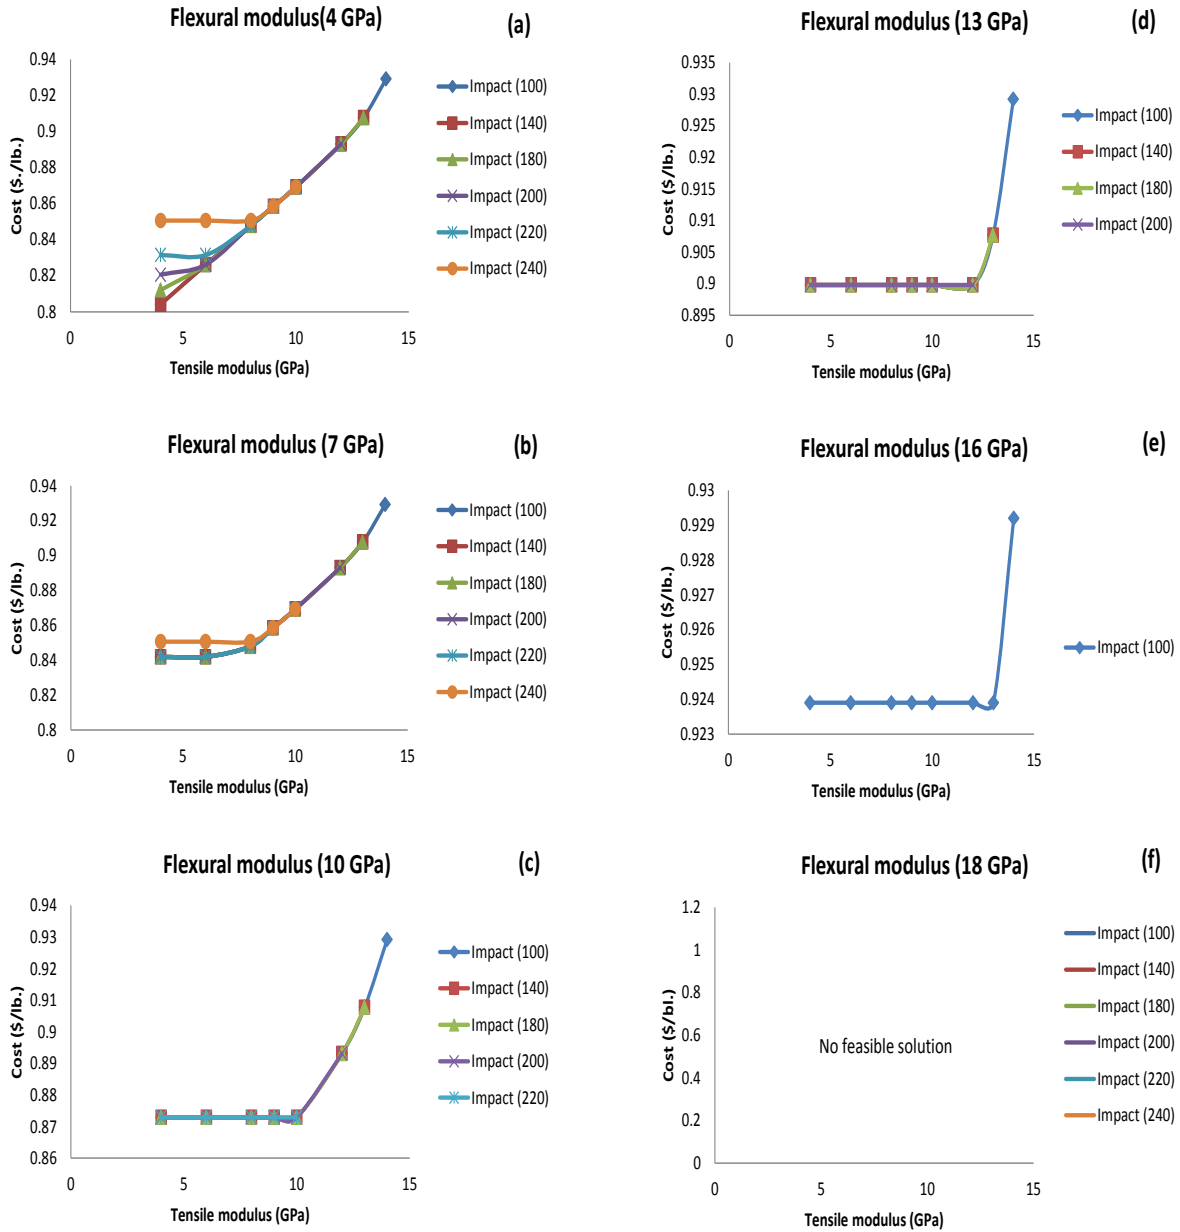 Flexural modulus(4 GPa)
(a)
0.94
0.92
0.9
0.88
0.86
0.84
0.82
0.8
Cost ($./lb.)
0
5
10
15
Tensile modulus (GPa)
Impact (100)
Impact (140)
Impact (180)
Impact (200)
Impact (220)
Impact (240)
Flexural modulus (13 GPa)
(d)
0.935
0.93
0.925
0.92
0.915
0.91
0.905
0.9
0.895
Cost ($/lb.)
0
5
10
15
Tensile modulus (GPa)
Impact (100)
Impact (140)
Impact (180)
Impact (200)
Flexural modulus (7 GPa)
(b)
0.94
0.92
0.9
0.88
0.86
0.84
0.82
0.8
Cost ($/lb.)
0
5
10
15
Tensile modulus (GPa)
Impact (100)
Impact (140)
Impact (180)
Impact (200)
Impact (220)
Impact (240)
Flexural modulus (16 GPa)
(e)
0.93
0.929
0.928
0.927
0.926
0.925
0.924
0.923
Cost ($/lb.)
0
5
10
15
Tensile modulus (GPa)
Impact (100)
Flexural modulus (10 GPa)
(c)
0.94
0.93
0.92
0.91
0.9
0.89
0.88
0.87
0.86
Cost ($/lb.)
0
5
10
15
Tensile modulus (GPa)
Impact (100)
Impact (140)
Impact (180)
Impact (200)
Impact (220)
Flexural modulus (18 GPa)
(f)
1.2
1
0.8
0.6
0.4
0.2
0
Cost ($/bl.)
No feasible solution
0
5
10
15
Tensile modulus (GPa)
Impact (100)
Impact (140)
Impact (180)
Impact (200)
Impact (220)
Impact (240)